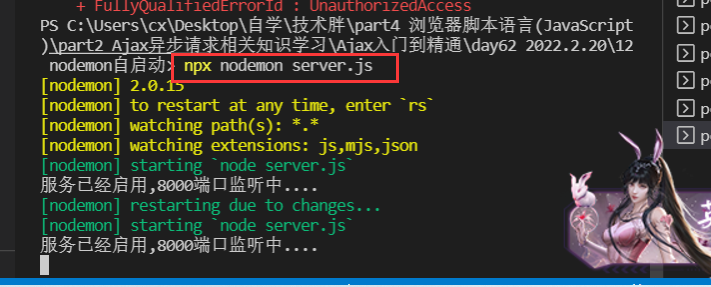 + FullyQualifiedErrorId : UnauthorizedAccess
PS C:\Users\cx\Desktop\自学\技术胖\part4 浏览器脚本语言(JavaScript
)\part2 Ajax异步请求相关知识学习\Ajax入门到精通\day62 2022.2.20\12
nodemon自启动> npx nodemon server.js
[nodemon] 2.0.15
[nodemon] to restart at any time, enter `rs`
[nodemon] watching path(s): *.*
[nodemon] watching extensions: js,mjs,json
[nodemon] starting `node server.js`
服务已经启用,8000端口监听中....
[nodemon] restarting due to changes...
[nodemon] starting `node server.js`
服务已经启用,8000端口监听中....